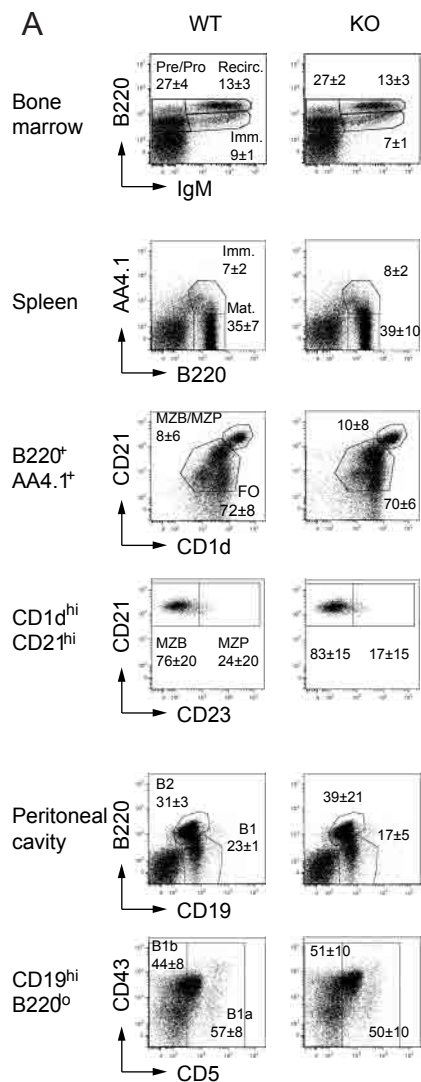 A
WT KO
Bone marrow
B220
Pre/Pro Recirc.
27±4 13±3
Imm.
9±1
IgM
27±2 13±3
7±1
Spleen
AA4.1
Imm.
7±2
Mat.
35±7
B220
8±2
39±10
B220+
AA4.1+
CD21
MZB/MZP
8±6
FO
72±8
CD1d
10±8
70±6
CD1dhi
CD21hi
CD21
MZB MZP
76±20 24±20
CD23
83±15 17±15
Peritoneal
cavity
B220
B2
31±3
B1
23±1
CD19
39±21
17±5
CD19hi
B220lo
CD43
B1b
44±8
B1a
57±8
CD5
51±10
50±10